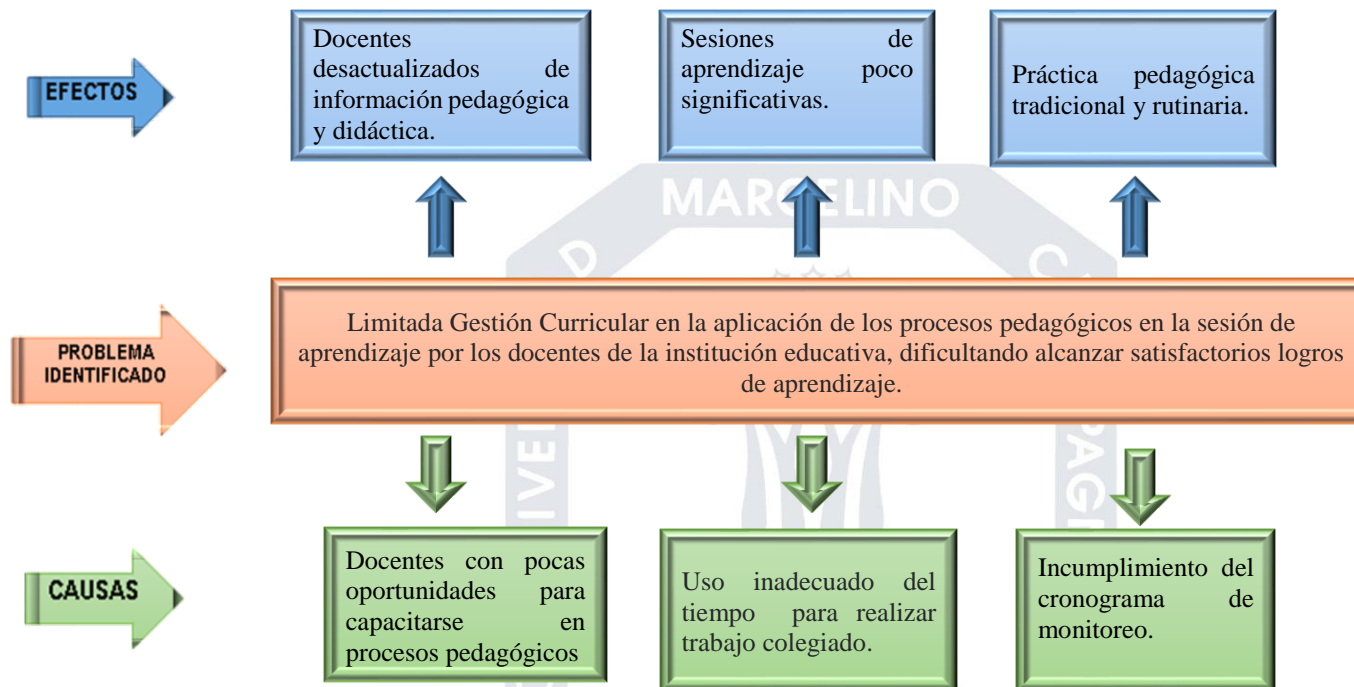 EFECTOS
Docentes
desactualizados de
información pedagógica
y didáctica.
Sesiones de
aprendizaje poco
significativas.
Práctica pedagógica
tradicional y rutinaria.
MARCELINO
PROBLEMA
IDENTIFICADO
Limitada Gestión Curricular en la aplicación de los procesos pedagógicos en la sesión de
aprendizaje por los docentes de la institución educativa, dificultando alcanzar satisfactorios logros
de aprendizaje.
CAUSAS
Docentes con pocas
oportunidades para
capacitarse en
procesos pedagógicos
Uso inadecuado del
tiempo para realizar
trabajo colegiado.
Incumplimiento del
cronograma de
monitoreo.